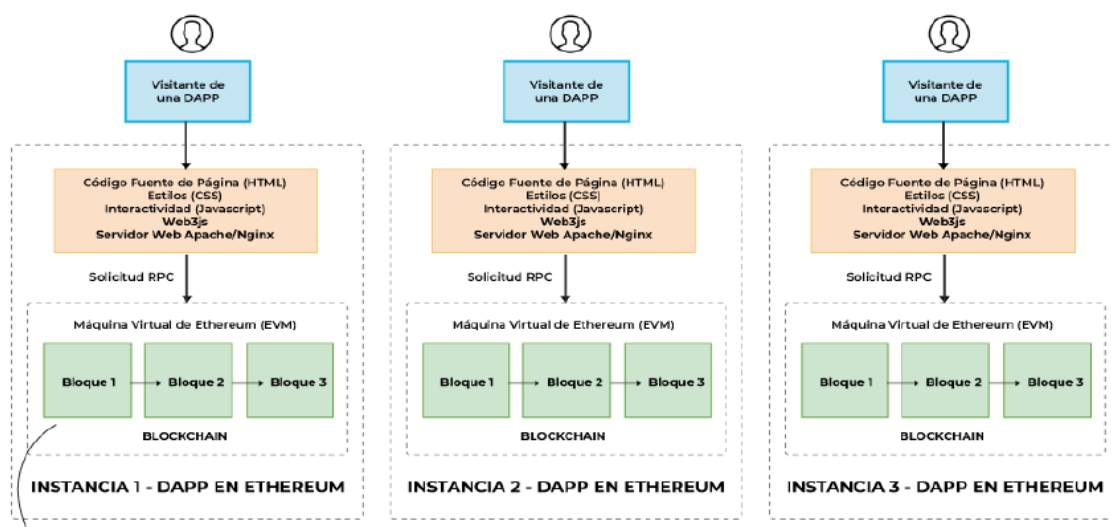 Visitante de
una DAPP
Código Fuente de Página (HTML)
Estilos (CSS)
Interactividad (Javascript)
Web3js
Servidor Web Apache/Nginx
Solicitud RPC
Máquina Virtual de Ethereum (EVM)
Bloque 1
Bloque 2
Bloque 3
BLOCKCHAIN
INSTANCIA 1 - DAPP EN ETHEREUM
Visitante de
una DAPP
Código Fuente de Página (HTML)
Estilos (CSS)
Interactividad (Javascript)
Web3js
Servidor Web Apache/Nginx
Solicitud RPC
Máquina Virtual de Ethereum (EVM)
Bloque 1
Bloque 2
Bloque 3
BLOCKCHAIN
INSTANCIA 2 - DAPP EN ETHEREUM
Visitante de
una DAPP
Código Fuente de Página (HTML)
Estilos (CSS)
Interactividad (Javascript)
Web3js
Servidor Web Apache/Nginx
Solicitud RPC
Máquina Virtual de Ethereum (EVM)
Bloque 1
Bloque 2
Bloque 3
BLOCKCHAIN
INSTANCIA 3 - DAPP EN ETHEREUM